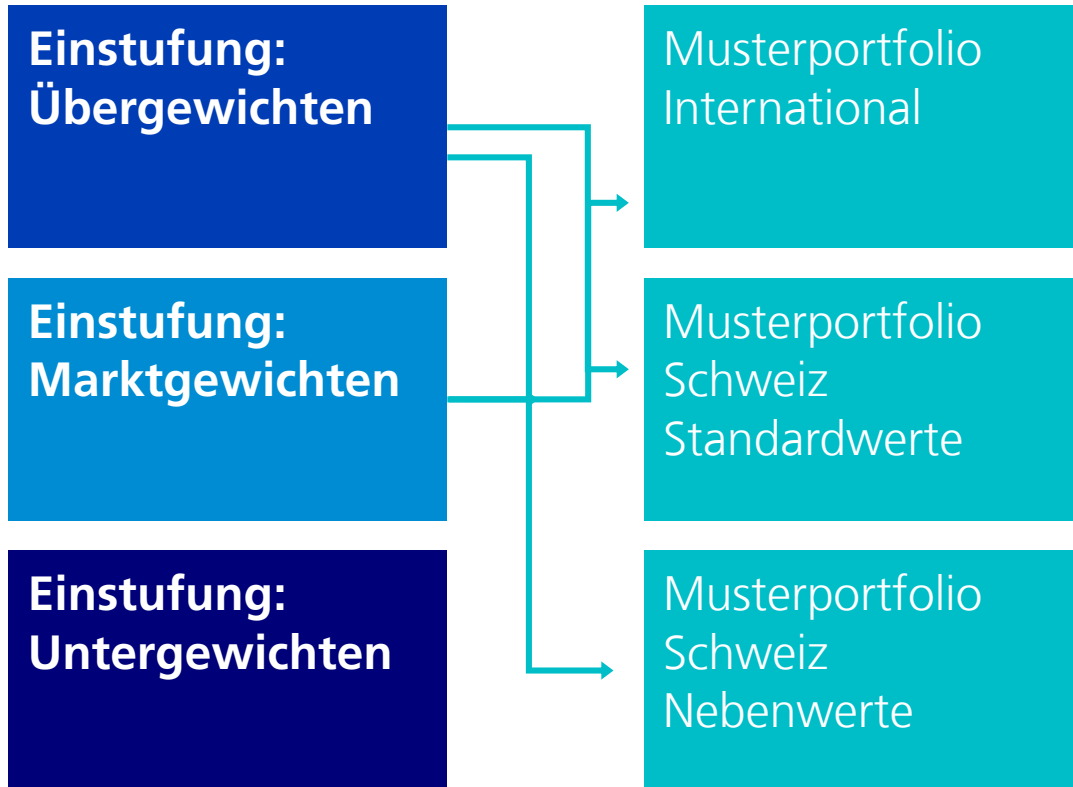 Einstufung:
Übergewichten
Musterportfolio
International
Einstufung:
Marktgewichten
Musterportfolio
Schweiz
Standardwerte
Einstufung:
Untergewichten
Musterportfolio
Schweiz
Nebenwerte